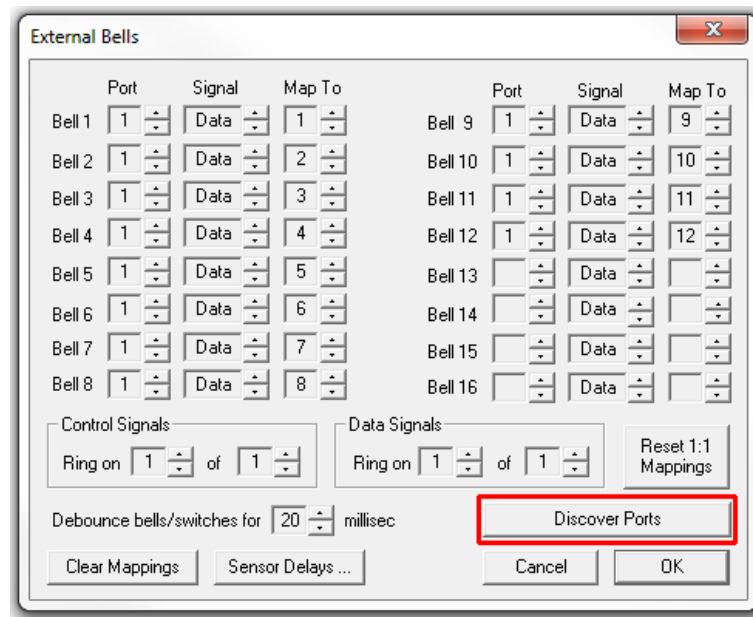 External Bells
Port Signal Map To Port Signal Map To
Bell 1 1 Data 1 Bell 9 1 Data 9
Bell 2 1 Data 2 Bell 10 1 Data 10
Bell 3 1 Data 3 Bell 11 1 Data 11
Bell 4 1 Data 4 Bell 12 1 Data 12
Bell 5 1 Data 5 Bell 13 Data
Bell 6 1 Data 6 Bell 14 Data
Bell 7 1 Data 7 Bell 15 Data
Bell 8 1 Data 8 Bell 16 Data
Control Signals Data Signals
Ring on 1 of 1 Ring on 1 of 1 Reset 1:1
Mappings
Debounce bells/switches for 20 millisec Discover Ports
Clear Mappings Sensor Delays ... Cancel OK